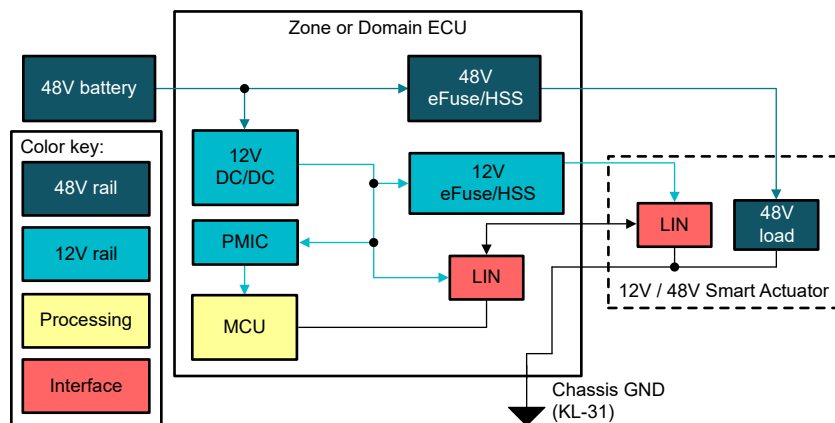 Zone or Domain ECU
48V battery
48V
eFuse/HSS
Color key:
48V rail
12V rail
Processing
Interface
12V
DC/DC
12V
eFuse/HSS
PMIC
LIN
MCU
LIN
48V
load
12V / 48V Smart Actuator
Chassis GND
(KL-31)